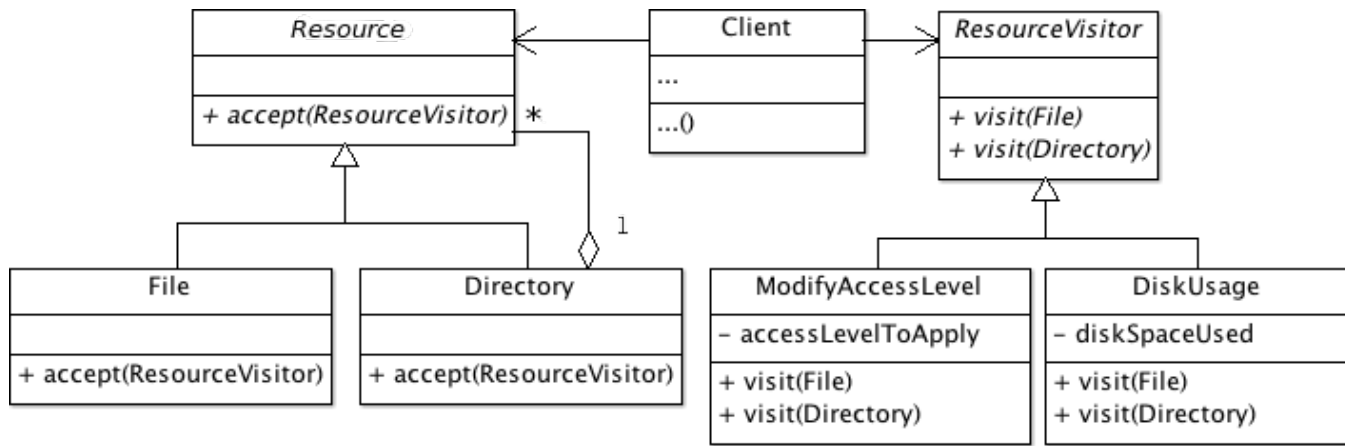 Resource
+ accept(ResourceVisitor)
*
Client
...
...()
ResourceVisitor
+ visit(File)
+ visit(Directory)
1
File
+ accept(ResourceVisitor)
Directory
+ accept(ResourceVisitor)
ModifyAccessLevel
– accessLevelToApply
+ visit(File)
+ visit(Directory)
DiskUsage
– diskSpaceUsed
+ visit(File)
+ visit(Directory)